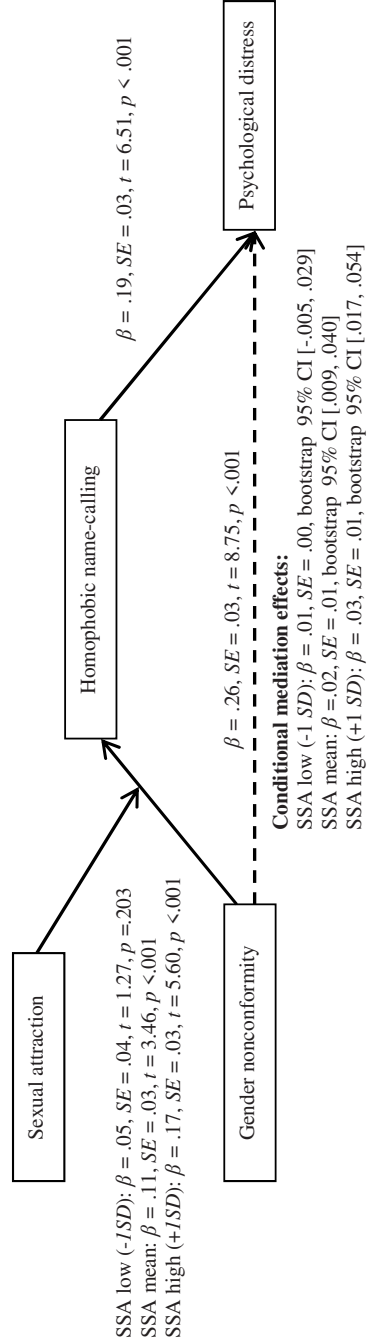 Sexual attraction
SSA low (-1SD): β = .05, SE = .04, t = 1.27, p =.203
SSA mean: β = .11, SE = .03, t = 3.46, p <.001
SSA high (+1SD): β = .17, SE = .03, t = 5.60, p <.001
Gender nonconformity
Homophobic name-calling
β = .19, SE = .03, t = 6.51, p < .001
β = .26, SE = .03, t = 8.75, p <.001
Psychological distress
Conditional mediation effects:
SSA low (-1 SD): β = .01, SE = .00, bootstrap 95% CI [-.005, .029]
SSA mean: β =.02, SE = .01, bootstrap 95% CI [.009, .040]
SSA high (+1 SD): β = .03, SE = .01, bootstrap 95% CI [.017, .054]